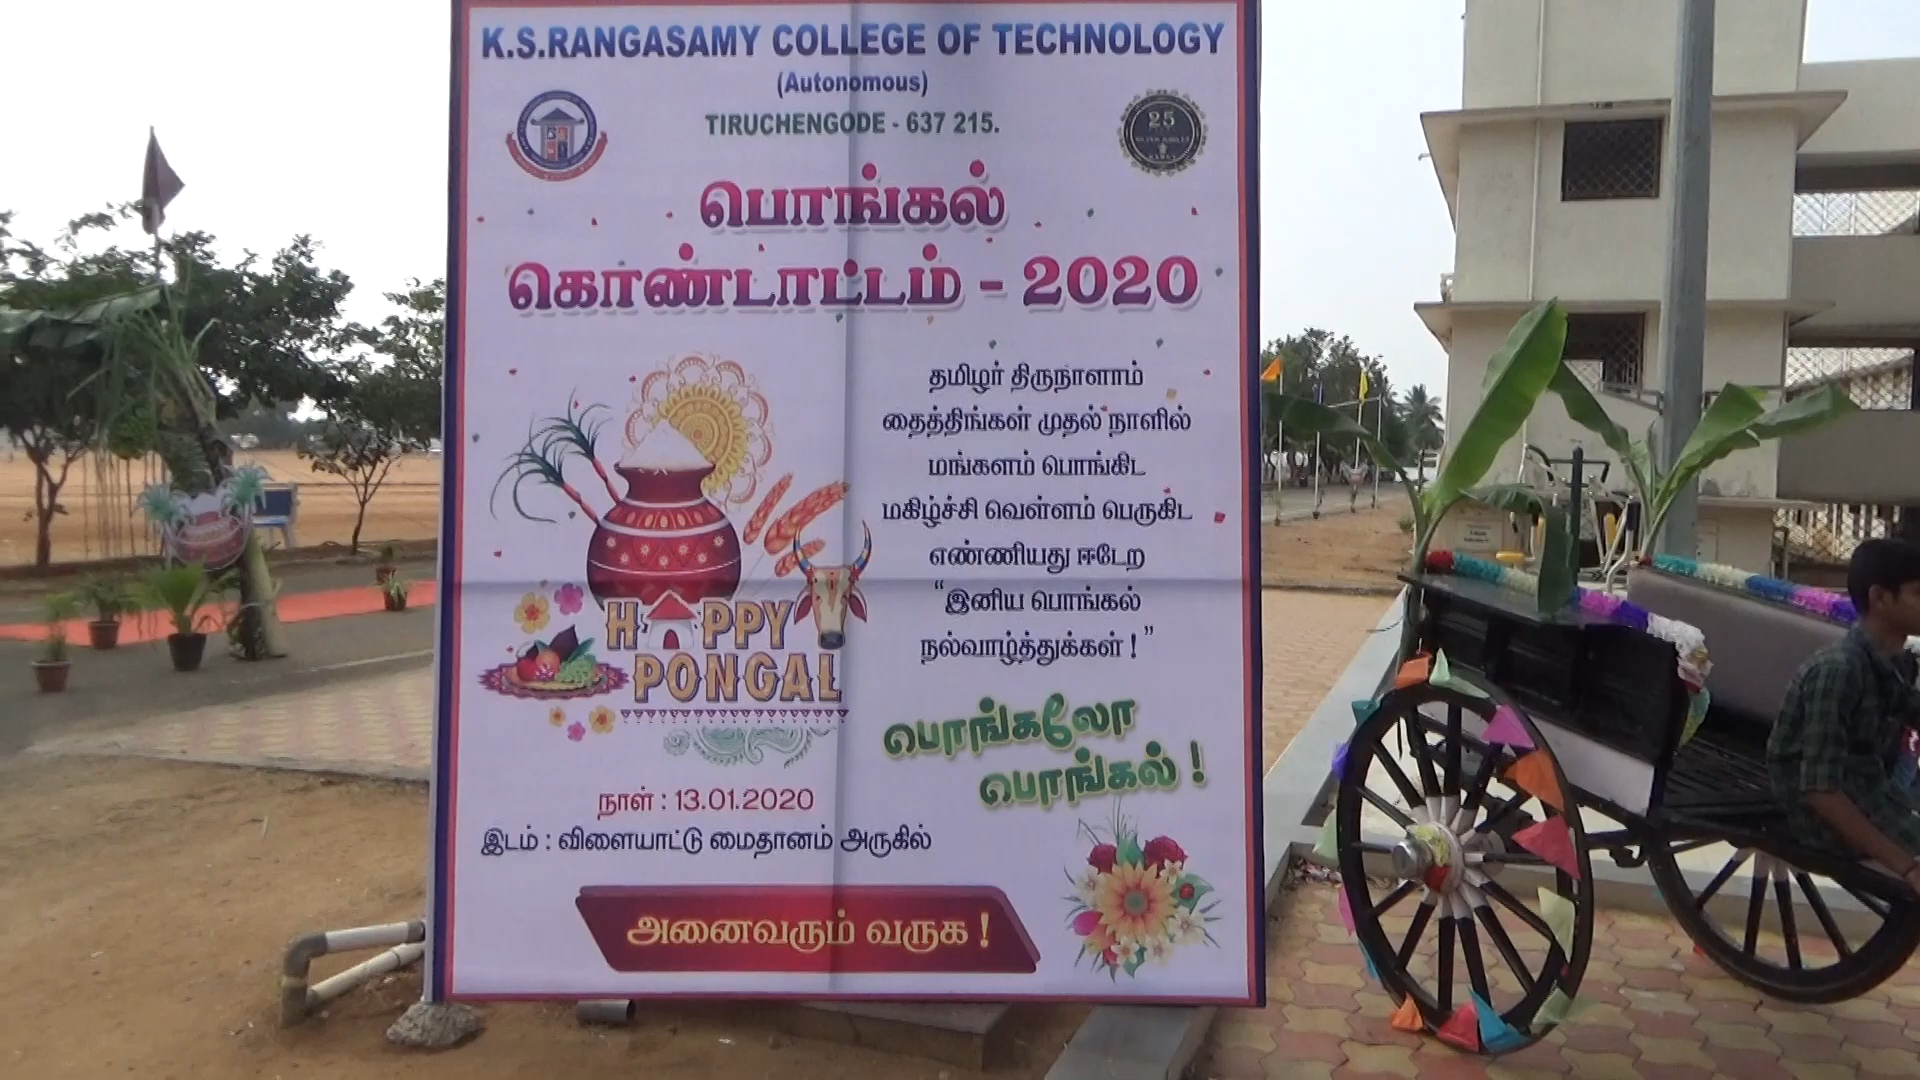 K.S.RANGASAMY COLLEGE OF TECHNOLOGY
(Autonomous)
TIRUCHENGODE - 637 215.
25
பொங்கல்
கொண்டாட்டம் - 2020
தமிழர் திருநாளாம்
தைத்திங்கள் முதல் நாளில்
மங்களம் பொங்கிட
மகிழ்ச்சி வெள்ளம் பெருகிட
எண்ணியது ஈடேற
“இனிய பொங்கல்
நல்வாழ்த்துக்கள் ! ”
HAPPY
PONGAL
பொங்கலோ
பொங்கல் !
நாள் : 13.01.2020
இடம் : விளையாட்டு மைதானம் அருகில்
அனைவரும் வருக !